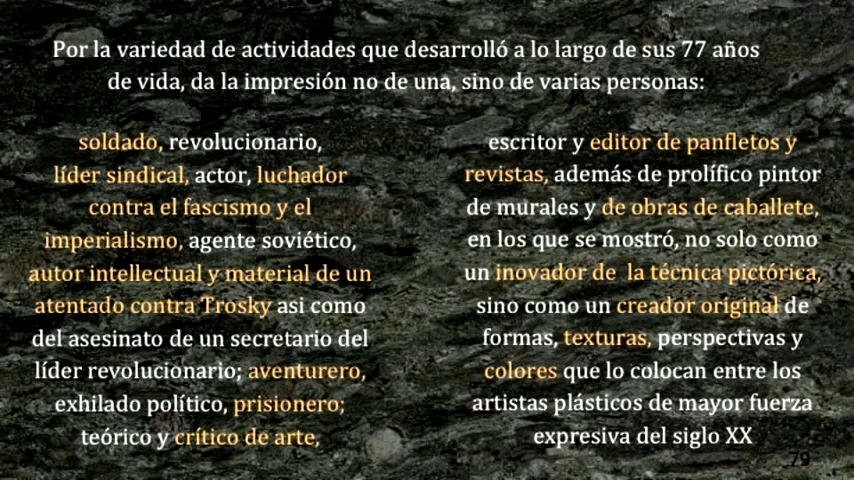 Por la variedad de actividades que desarrolló a lo largo de sus 77 años
de vida, da la impresión no de una, sino de varias personas:
soldado, revolucionario,
líder sindical, actor, luchador
contra el fascismo y el
imperialismo, agente soviético,
autor intellectual y material de un
atentado contra Trosky asi como
del asesinato de un secretario del
líder revolucionario; aventurero,
exhilado político, prisionero;
teórico y crítico de arte,
escritor y editor de panfletos y
revistas, además de prolífico pintor
de murales y de obras de caballete,
en los que se mostró, no solo como
un inovador de  la técnica pictórica,
sino como un creador original de
formas, texturas, perspectivas y
colores que lo colocan entre los
artistas plásticos de mayor fuerza
expresiva del siglo XX
79